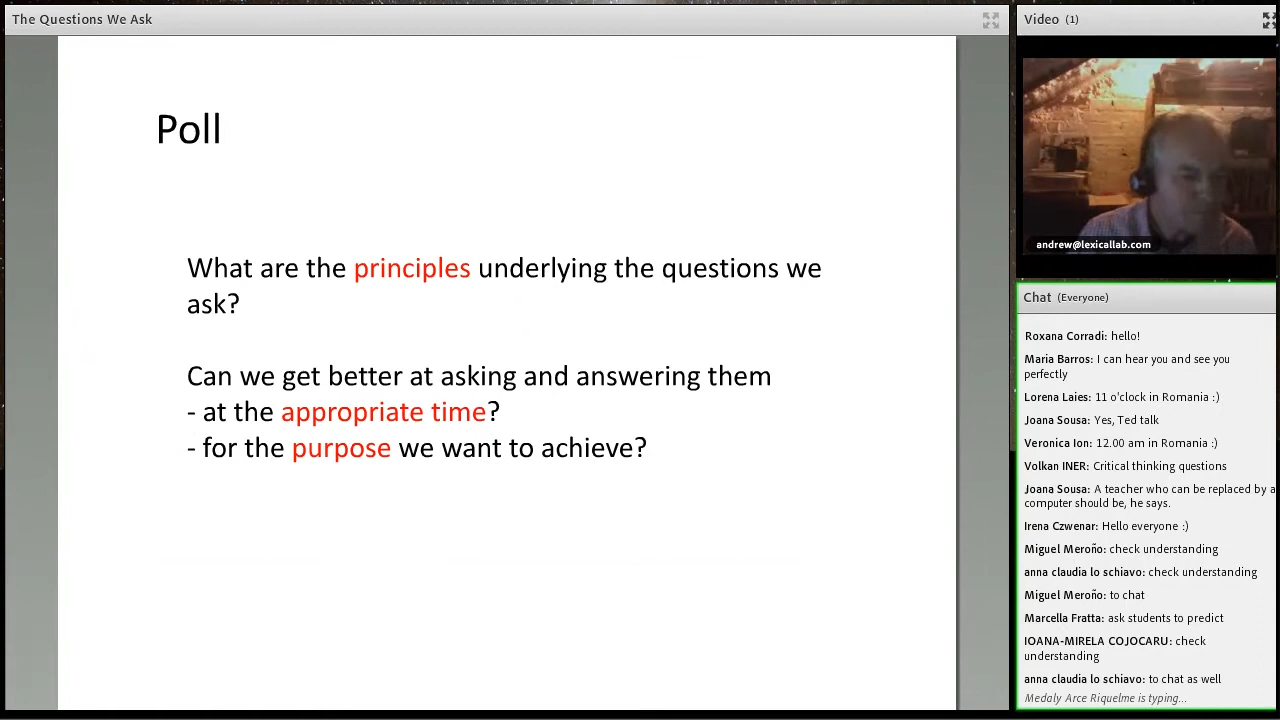 The Questions We Ask
Poll
What are the principles underlying the questions we
ask?
Can we get better at asking and answering them
- at the appropriate time?
- for the purpose we want to achieve?
Video (1)
andrew@lexicallab.com
Chat (Everyone)
Roxana Corradi: hello!
Maria Barros: I can hear you and see you
perfectly
Lorena Laies: 11 o'clock in Romania :)
Joana Sousa: Yes, Ted talk
Veronica Ion: 12.00 am in Romania :)
Volkan INER: Critical thinking questions
Joana Sousa: A teacher who can be replaced by a
computer should be, he says.
Irena Czwenar: Hello everyone :)
Miguel Meroño: check understanding
anna claudia lo schiavo: check understanding
Miguel Meroño: to chat
Marcella Fratta: ask students to predict
IOANA-MIRELA COJOCARU: check
understanding
anna claudia lo schiavo: to chat as well
Medaly Arce Riquelme is typing...